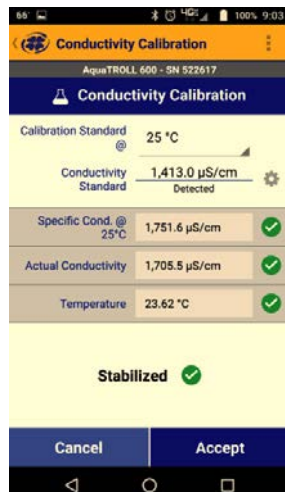 66° 4G 100% 9:03
Conductivity Calibration
AquaTROLL 600 - SN 522617
Conductivity Calibration
Calibration Standard @
25 °C
Conductivity Standard
1,413.0 µS/cm
Detected
Specific Cond. @ 25°C
1,751.6 µS/cm
Actual Conductivity
1,705.5 µS/cm
Temperature
23.62 °C
Stabilized
Cancel Accept